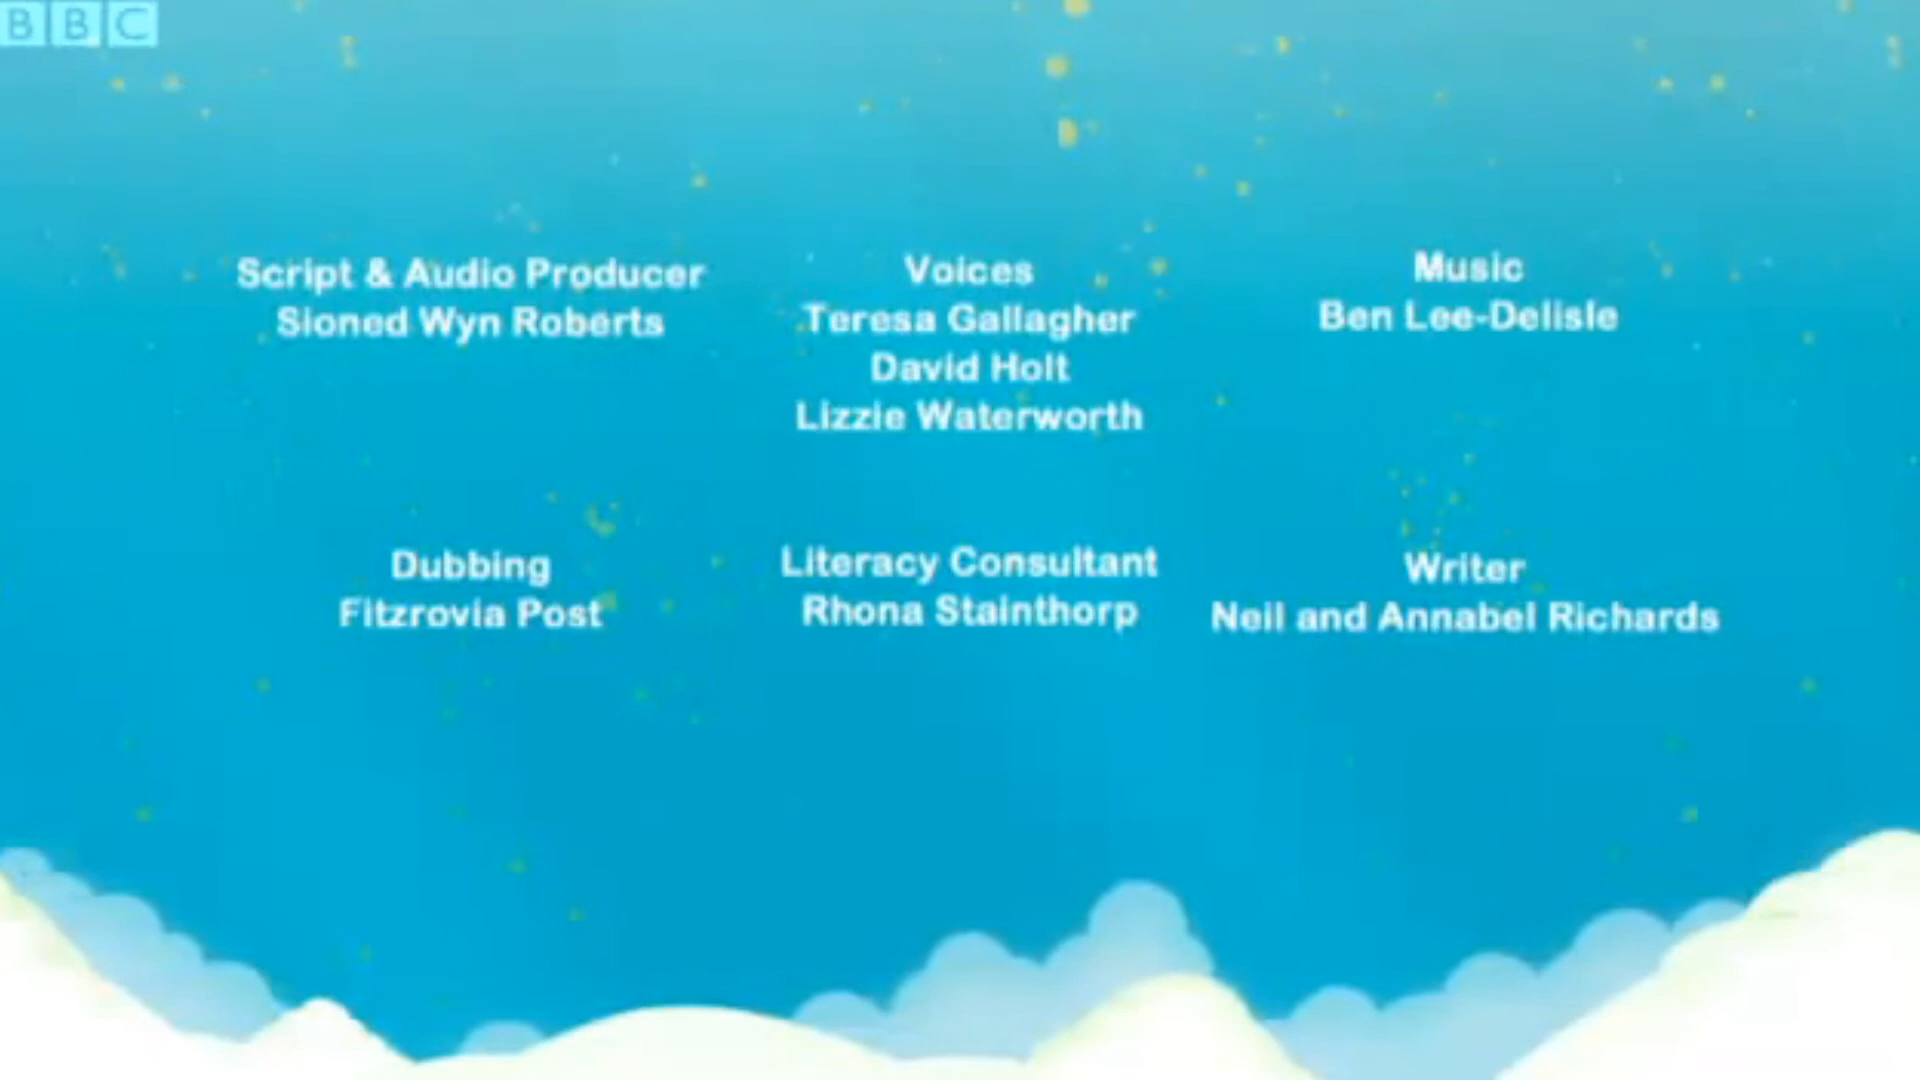 BBC
Script & Audio Producer
Sioned Wyn Roberts
Voices
Teresa Gallagher
David Holt
Lizzie Waterworth
Music
Ben Lee-Delisle
Dubbing
Fitzrovia Post
Literacy Consultant
Rhona Stainthorp
Writer
Neil and Annabel Richards